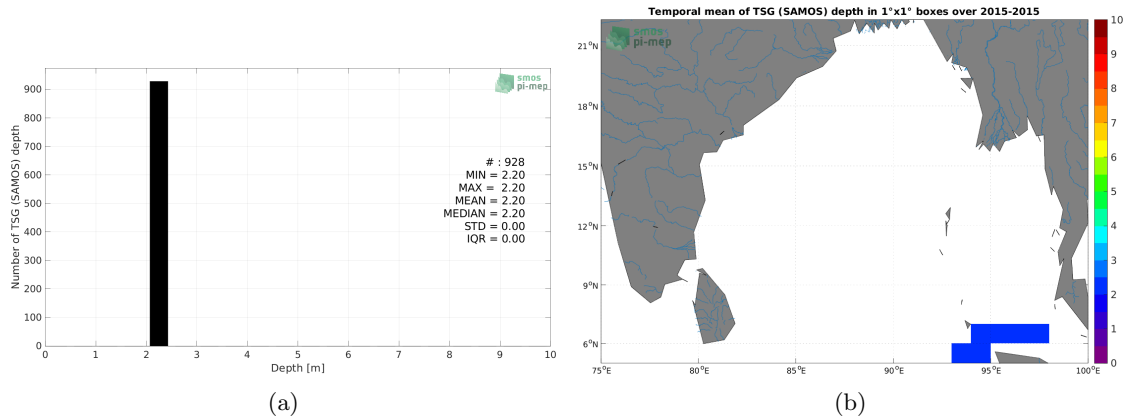 smos
pi-mep
Number of TSG (SAMOS) depth
900
800
700
600
500
400
300
200
100
0
# : 928
MIN = 2.20
MAX = 2.20
MEAN = 2.20
MEDIAN = 2.20
STD = 0.00
IQR = 0.00
0 1 2 3 4 5 6 7 8 9 10
Depth [m]
(a)
Temporal mean of TSG (SAMOS) depth in 1°x1° boxes over 2015-2015
smos
pi-mep
21°N
18°N
15°N
12°N
9°N
6°N
75°E 80°E 85°E 90°E 95°E 100°E
10
9
8
7
6
5
4
3
2
1
0
(b)